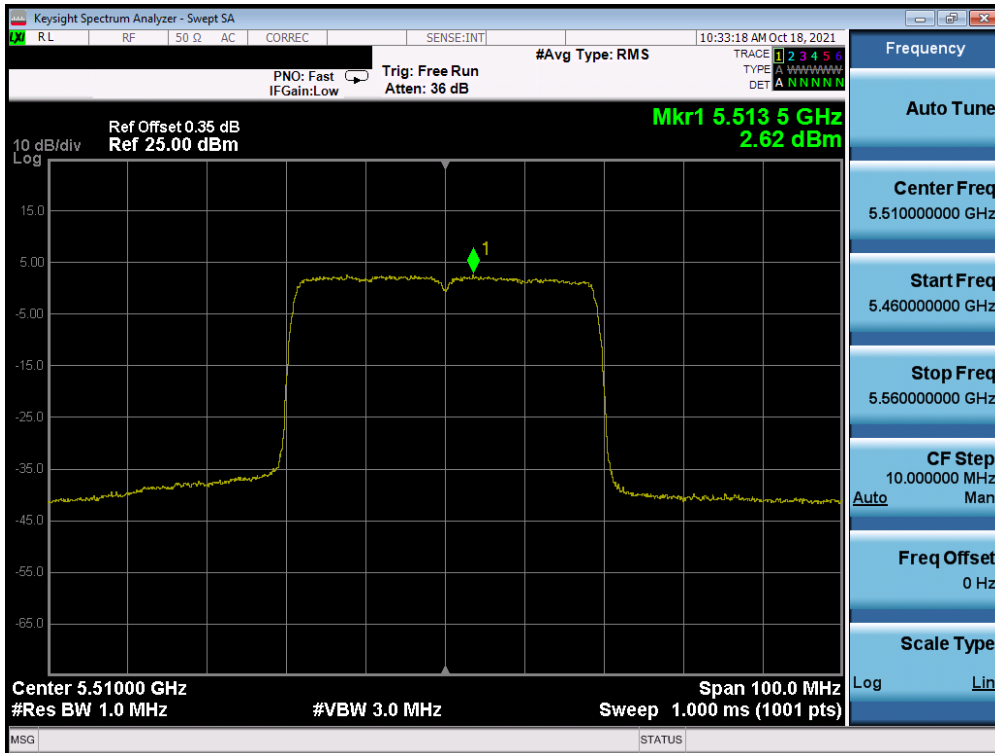 Keysight Spectrum Analyzer - Swept SA
LXI RL RF 50 Ω AC CORREC SENSE:INT 10:33:18 AM Oct 18, 2021
#Avg Type: RMS TRACE 1 2 3 4 5 6
PNO: Fast Trig: Free Run TYPE A WWWWW
IFGain:Low Atten: 36 dB DET A N N N N N
Mkr1 5.513 5 GHz
2.62 dBm
Ref Offset 0.35 dB
10 dB/div Ref 25.00 dBm
Log
15.0
1
5.00
-5.00
-15.0
-25.0
-35.0
-45.0
-55.0
-65.0
Center 5.51000 GHz Span 100.0 MHz
#Res BW 1.0 MHz #VBW 3.0 MHz Sweep 1.000 ms (1001 pts)
MSG STATUS
Frequency
Auto Tune
Center Freq
5.510000000 GHz
Start Freq
5.460000000 GHz
Stop Freq
5.560000000 GHz
CF Step
10.000000 MHz
Auto Man
Freq Offset
0 Hz
Scale Type
Log Lin